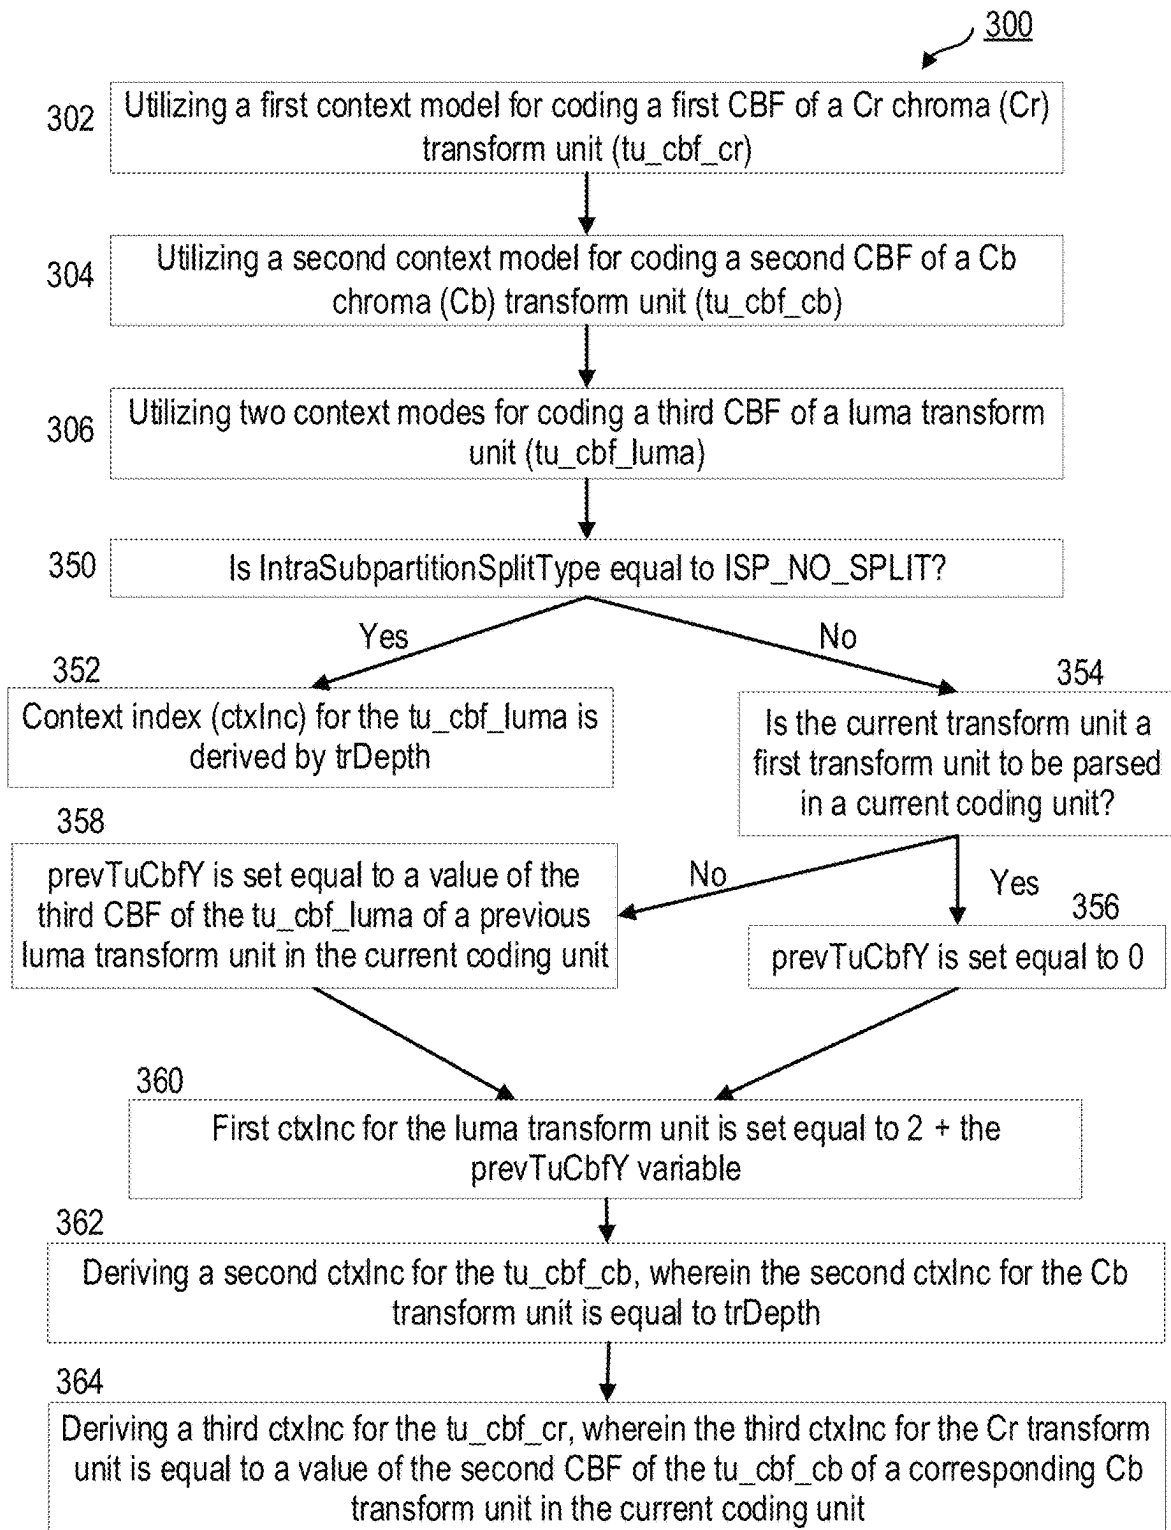 300
302
Utilizing a first context model for coding a first CBF of a Cr chroma (Cr)
transform unit (tu_cbf_cr)
304
Utilizing a second context model for coding a second CBF of a Cb
chroma (Cb) transform unit (tu_cbf_cb)
306
Utilizing two context modes for coding a third CBF of a luma transform
unit (tu_cbf_luma)
350
Is IntraSubpartitionSplitType equal to ISP_NO_SPLIT?
Yes
No
352
Context index (ctxInc) for the tu_cbf_luma is
derived by trDepth
354
Is the current transform unit a
first transform unit to be parsed
in a current coding unit?
No
Yes
358
prevTuCbfY is set equal to a value of the
third CBF of the tu_cbf_luma of a previous
luma transform unit in the current coding unit
356
prevTuCbfY is set equal to 0
360
First ctxInc for the luma transform unit is set equal to 2 + the
prevTuCbfY variable
362
Deriving a second ctxInc for the tu_cbf_cb, wherein the second ctxInc for the Cb
transform unit is equal to trDepth
364
Deriving a third ctxInc for the tu_cbf_cr, wherein the third ctxInc for the Cr transform
unit is equal to a value of the second CBF of the tu_cbf_cb of a corresponding Cb
transform unit in the current coding unit